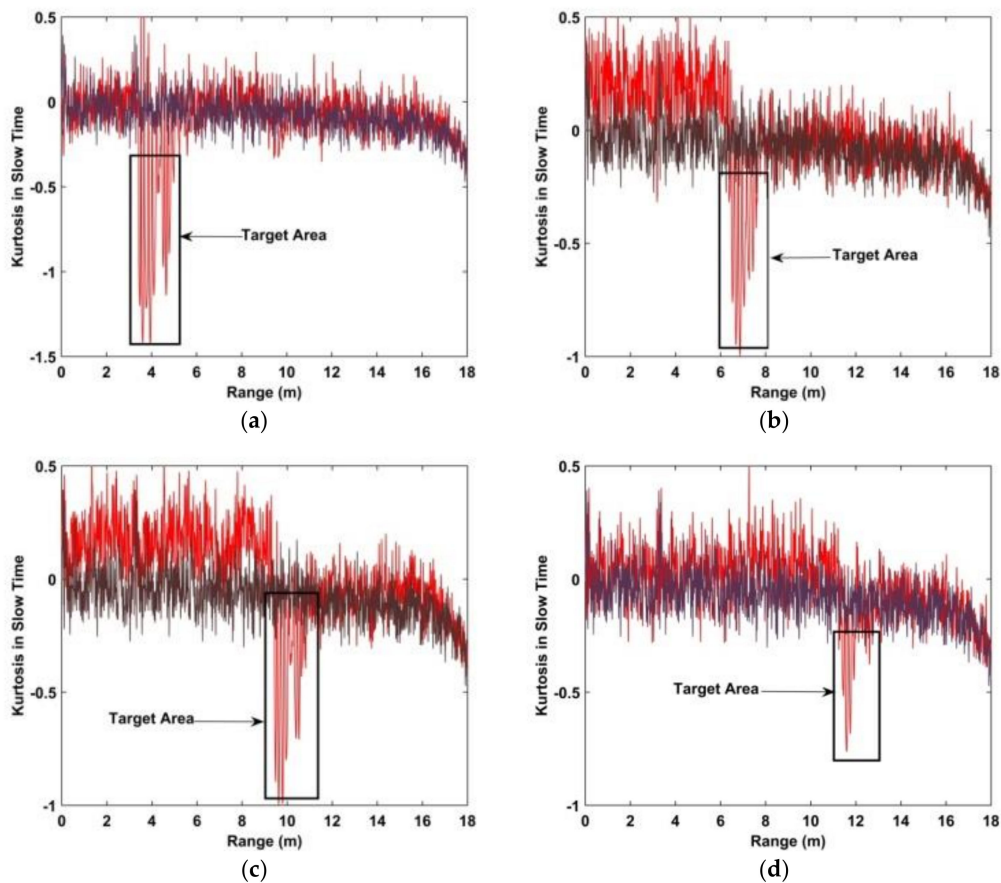 0.5
0
-0.5
-1
-1.5
Kurtosis in Slow Time
Target Area
0 2 4 6 8 10 12 14 16 18
Range (m)
(a)
0.5
0
-0.5
-1
Kurtosis in Slow Time
Target Area
0 2 4 6 8 10 12 14 16 18
Range (m)
(b)
0.5
0
-0.5
-1
Kurtosis in Slow Time
Target Area
0 2 4 6 8 10 12 14 16 18
Range (m)
(c)
0.5
0
-0.5
-1
Kurtosis in Slow Time
Target Area
0 2 4 6 8 10 12 14 16 18
Range (m)
(d)